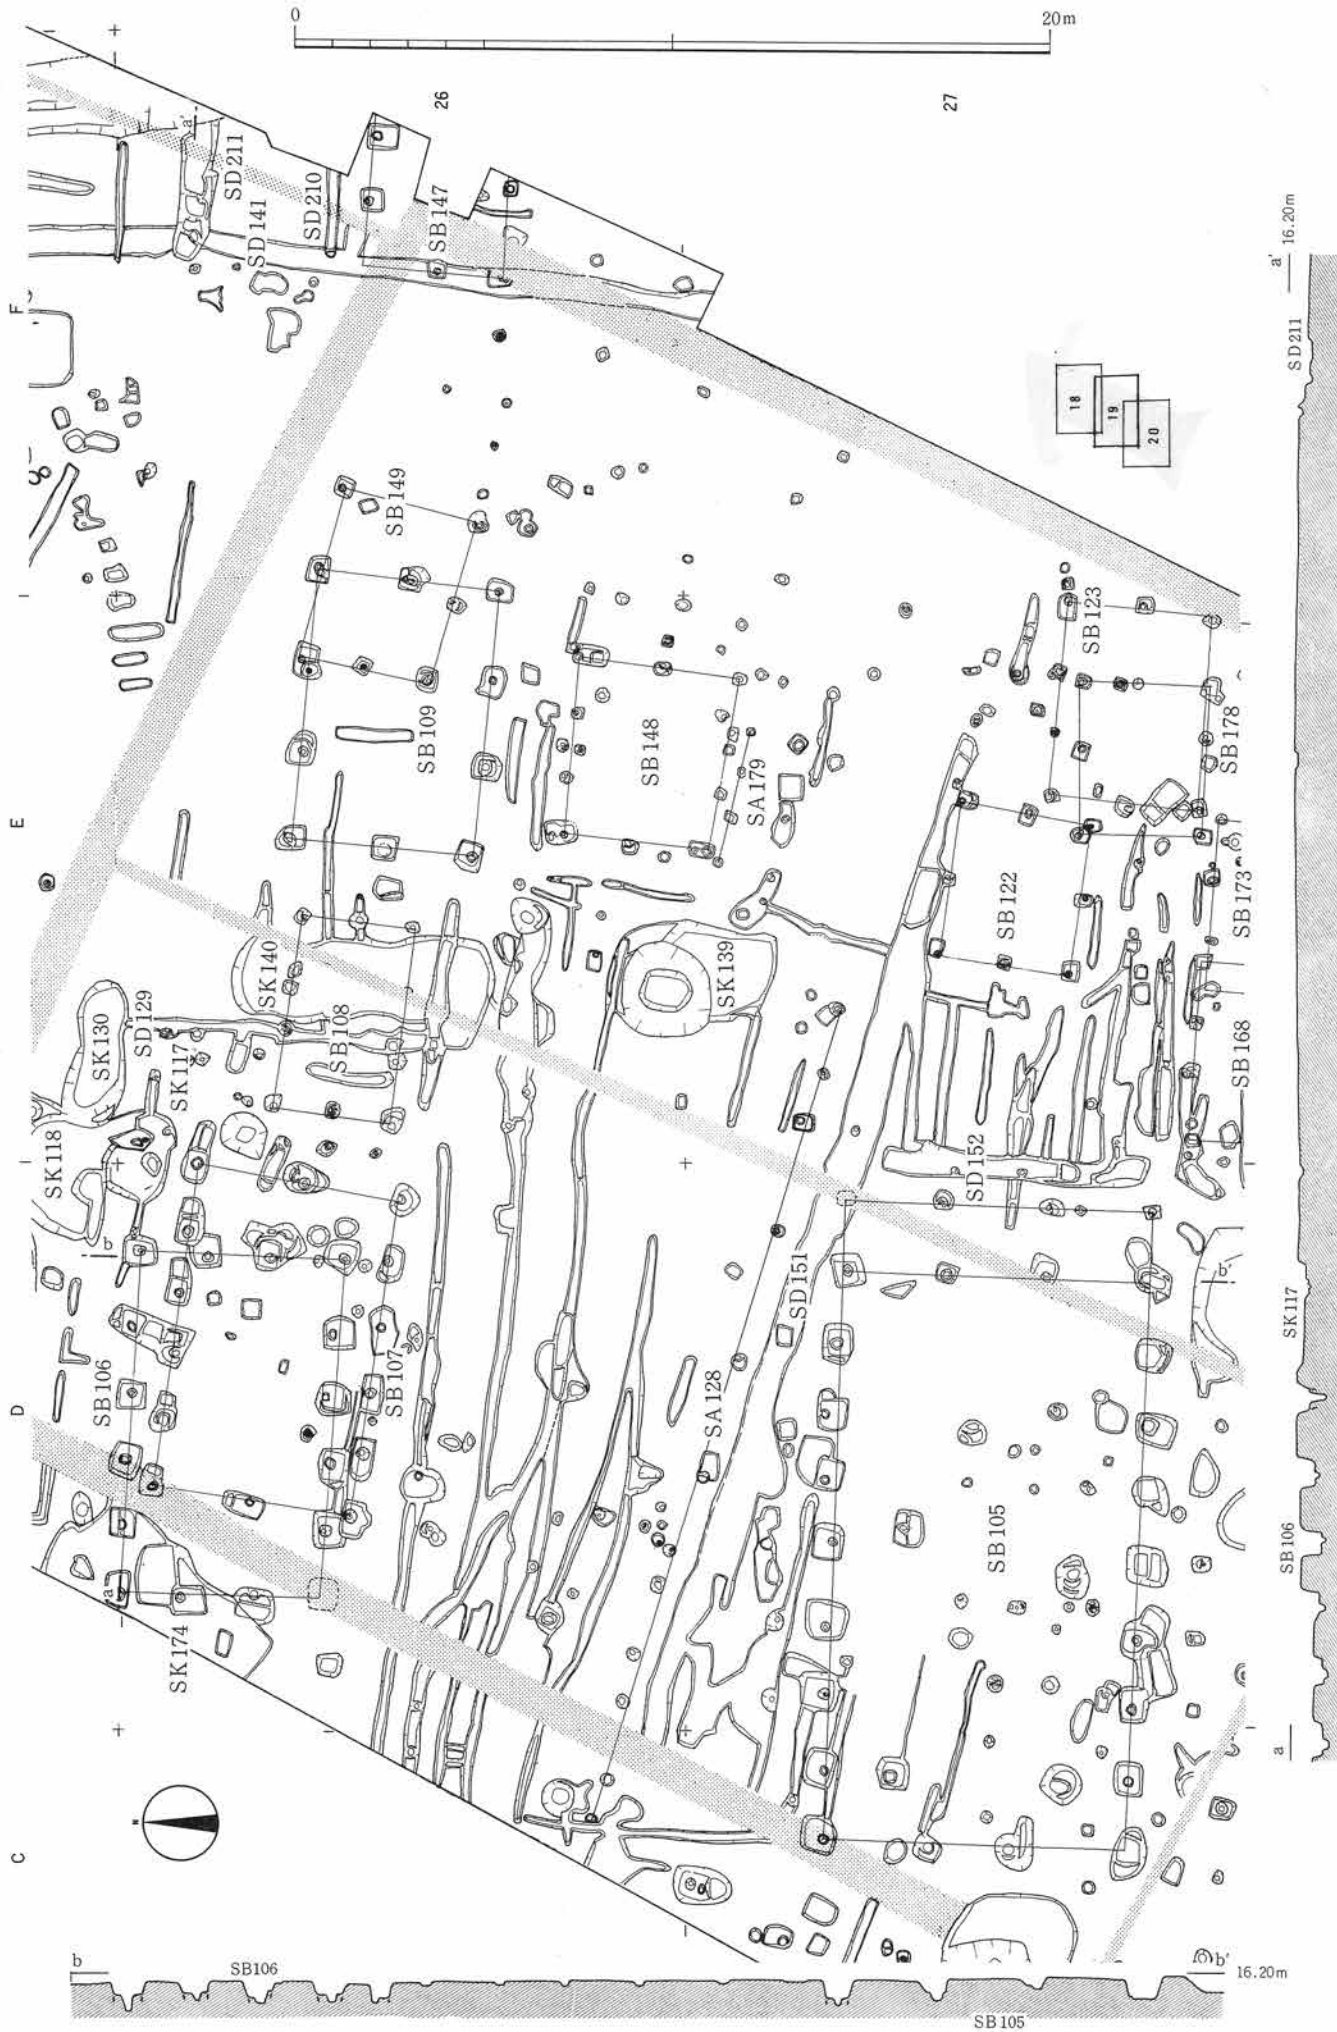 0
20m
26
27
F
E
D
C
a'
SD211
SD210
SD141
SB147
a'
16.20m
SD211
18
19
20
SB149
SB123
SB109
SB148
SA179
SB178
SK140
SK139
SB122
SB173
SK130
SD129
SK117
SB108
SB168
SK118
SD152
b
SD151
b'
SK117
SB106
SB107
SA128
SB105
SB106
a
SK174
a
N
b
SB106
b'
16.20m
SB105